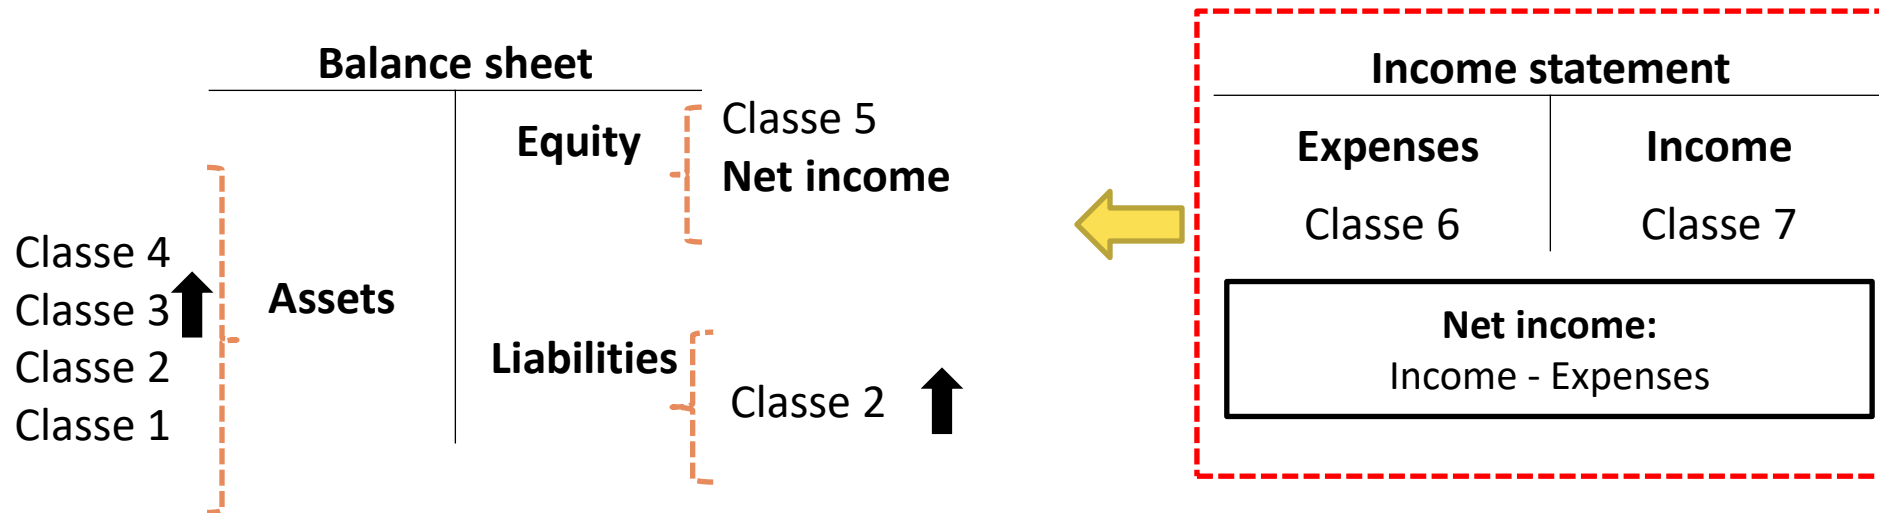 Balance sheet
Equity
Classe 5
Net income
Classe 4
Classe 3
Classe 2
Classe 1
Assets
Liabilities
Classe 2
Income statement
Expenses
Income
Classe 6
Classe 7
Net income:
Income - Expenses